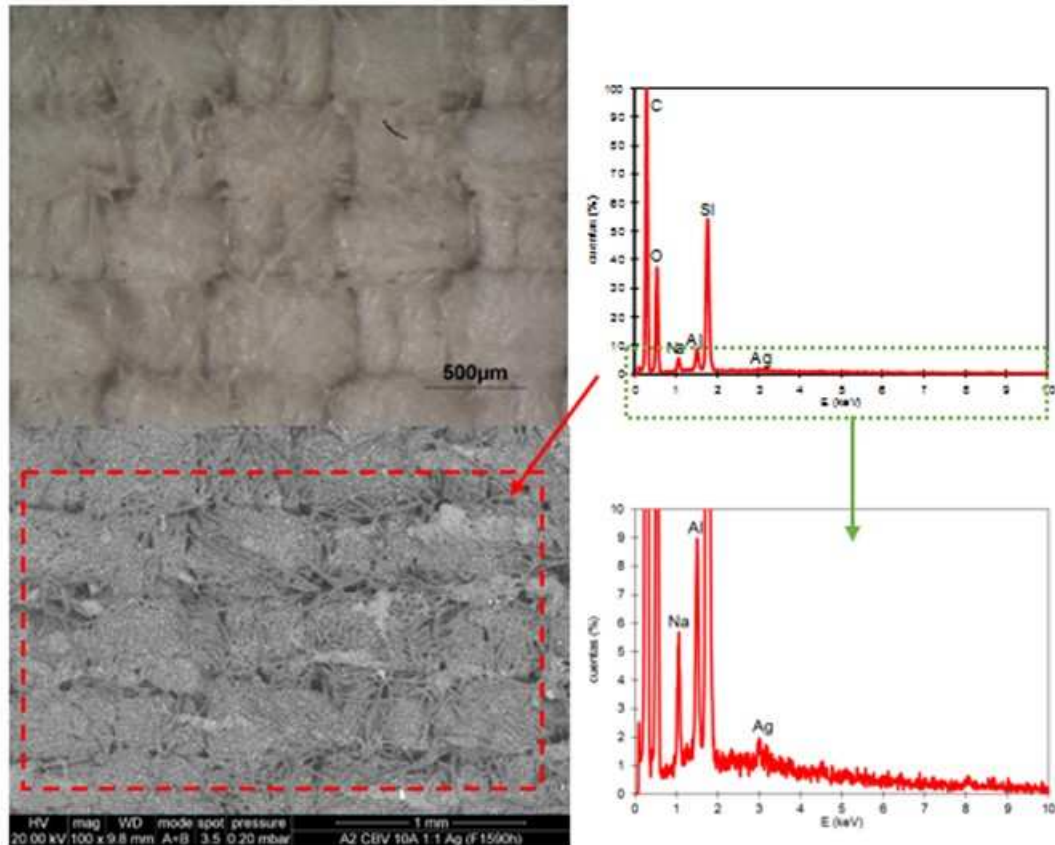 500µm
HV mag WD mode spot pressure 1 mm
20.00 kV 100 x 9.8 mm A+B 3.5 0.20 mbar A2 CBV 10A 1:1 Ag (F1590h)
100
90
80
70
60
50
40
30
20
10
0
cuentas (%)
C
O
Na
Al
Si
Ag
0 1 2 3 4 5 6 7 8 9 10
E (keV)
10
9
8
7
6
5
4
3
2
1
0
cuentas (%)
Na
Al
Ag
0 1 2 3 4 5 6 7 8 9 10
E (keV)